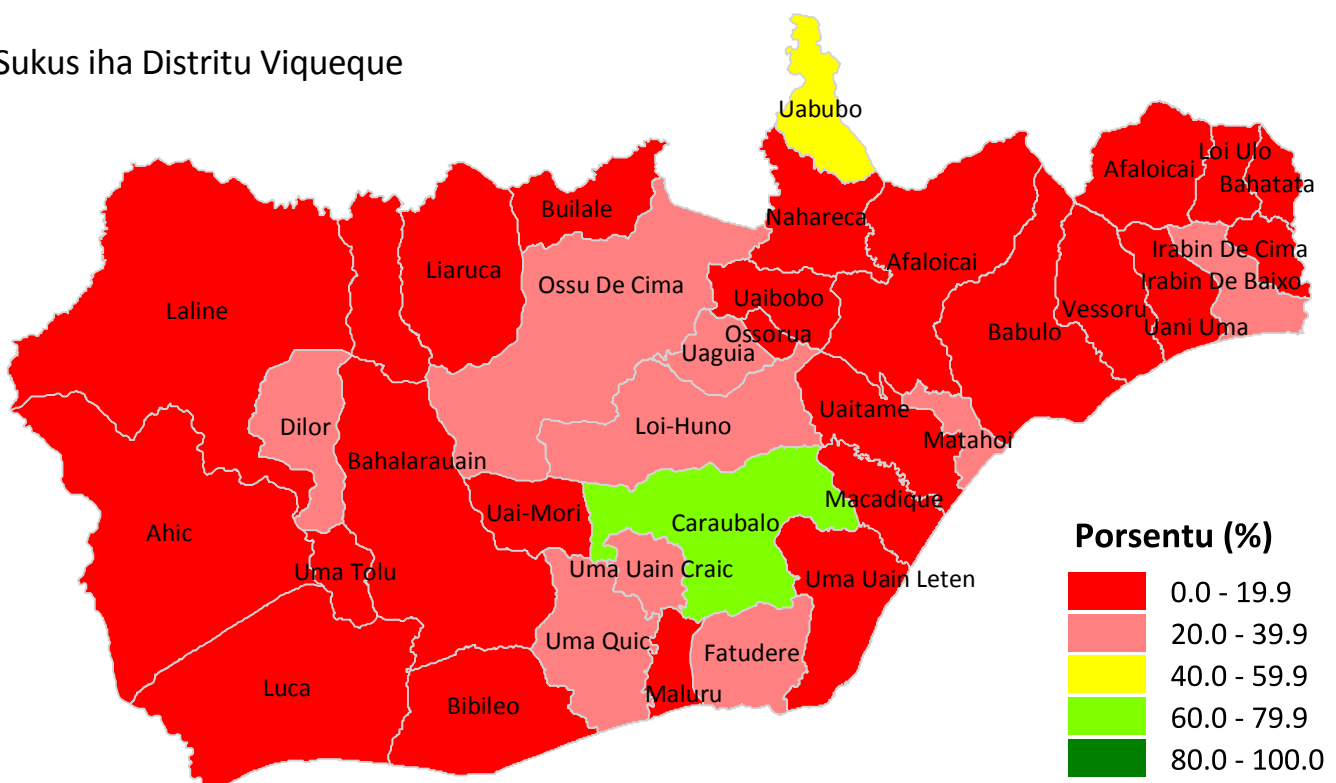 Sukus iha Distritu Viqueque
Uabubo
Afaloicai
Loi Ulo
Bahatata
Builale
Nahareca
Liaruca
Ossu De Cima
Afaloicai
Irabin De Cima
Irabin De Baixo
Laline
Uaibobo
Vessoru
Uani Uma
Ossorua
Babulo
Uaguia
Dilor
Loi-Huno
Uaitame
Matahoi
Bahalarauain
Ahic
Uai-Mori
Caraubalo
Macadique
Uma Tolu
Uma Uain Craic
Uma Uain Leten
Uma Quic
Fatudere
Luca
Bibileo
Maluru
Porsentu (%)
0.0 - 19.9
20.0 - 39.9
40.0 - 59.9
60.0 - 79.9
80.0 - 100.0